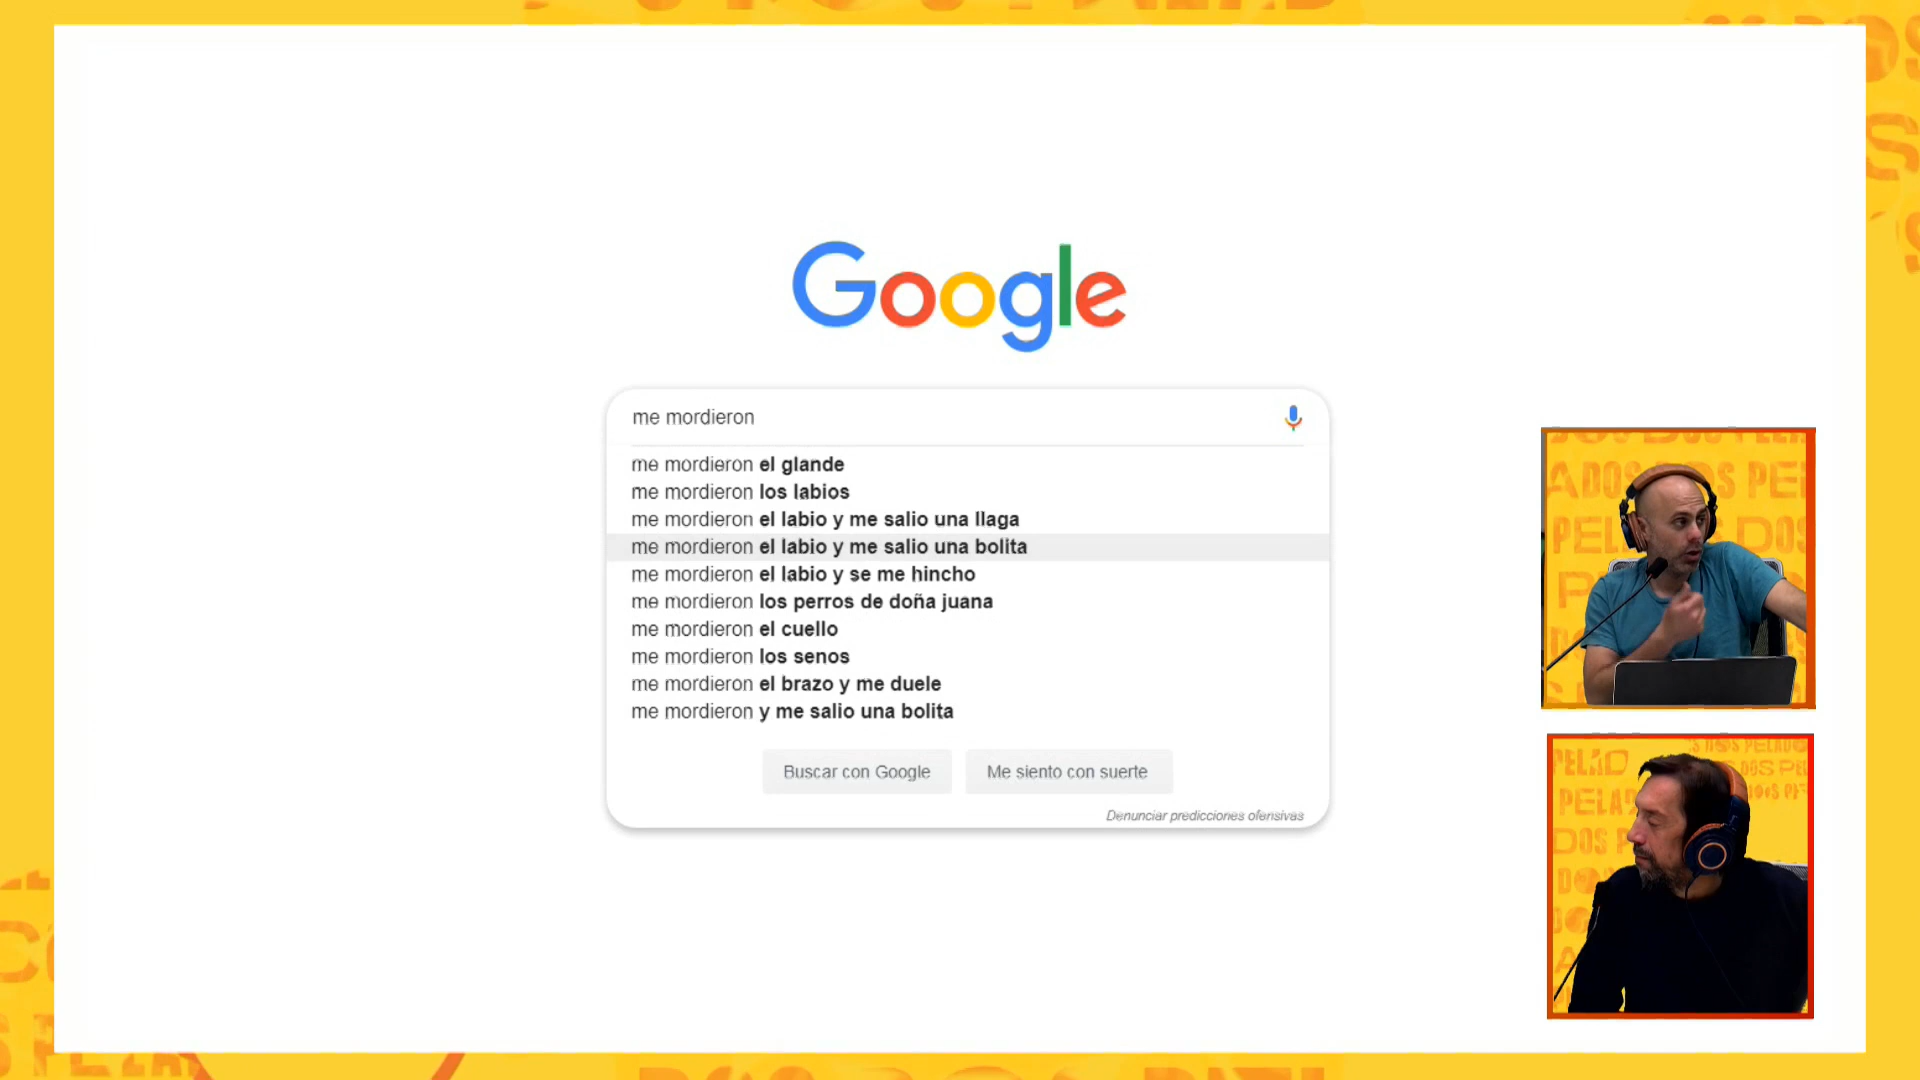 Google
me mordieron
me mordieron el glande
me mordieron los labios
me mordieron el labio y me salio una llaga
me mordieron el labio y me salio una bolita
me mordieron el labio y se me hincho
me mordieron los perros de doña juana
me mordieron el cuello
me mordieron los senos
me mordieron el brazo y me duele
me mordieron y me salio una bolita
Buscar con Google
Me siento con suerte
Denunciar predicciones ofensivas